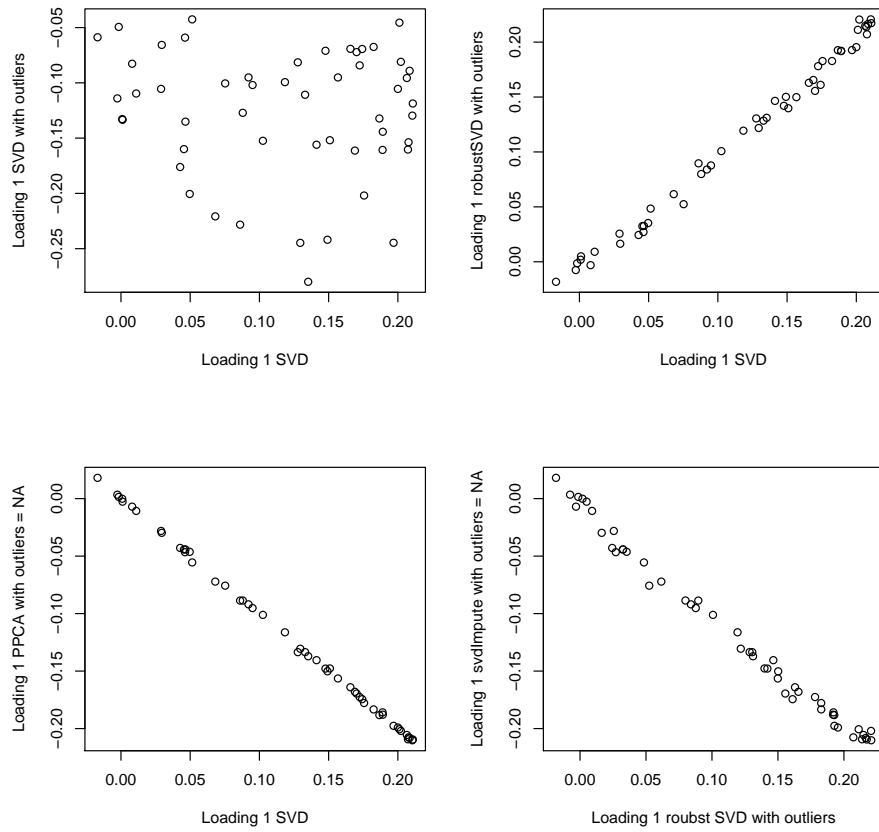 Loading 1 SVD with outliers
−0.05
−0.10
−0.15
−0.20
−0.25
0.00 0.05 0.10 0.15 0.20
Loading 1 SVD
Loading 1 robustSVD with outliers
0.20
0.15
0.10
0.05
0.00
0.00 0.05 0.10 0.15 0.20
Loading 1 SVD
Loading 1 PPCA with outliers = NA
0.00
−0.05
−0.10
−0.15
−0.20
0.00 0.05 0.10 0.15 0.20
Loading 1 SVD
Loading 1 svdImpute with outliers = NA
0.00
−0.05
−0.10
−0.15
−0.20
0.00 0.05 0.10 0.15 0.20
Loading 1 roubst SVD with outliers